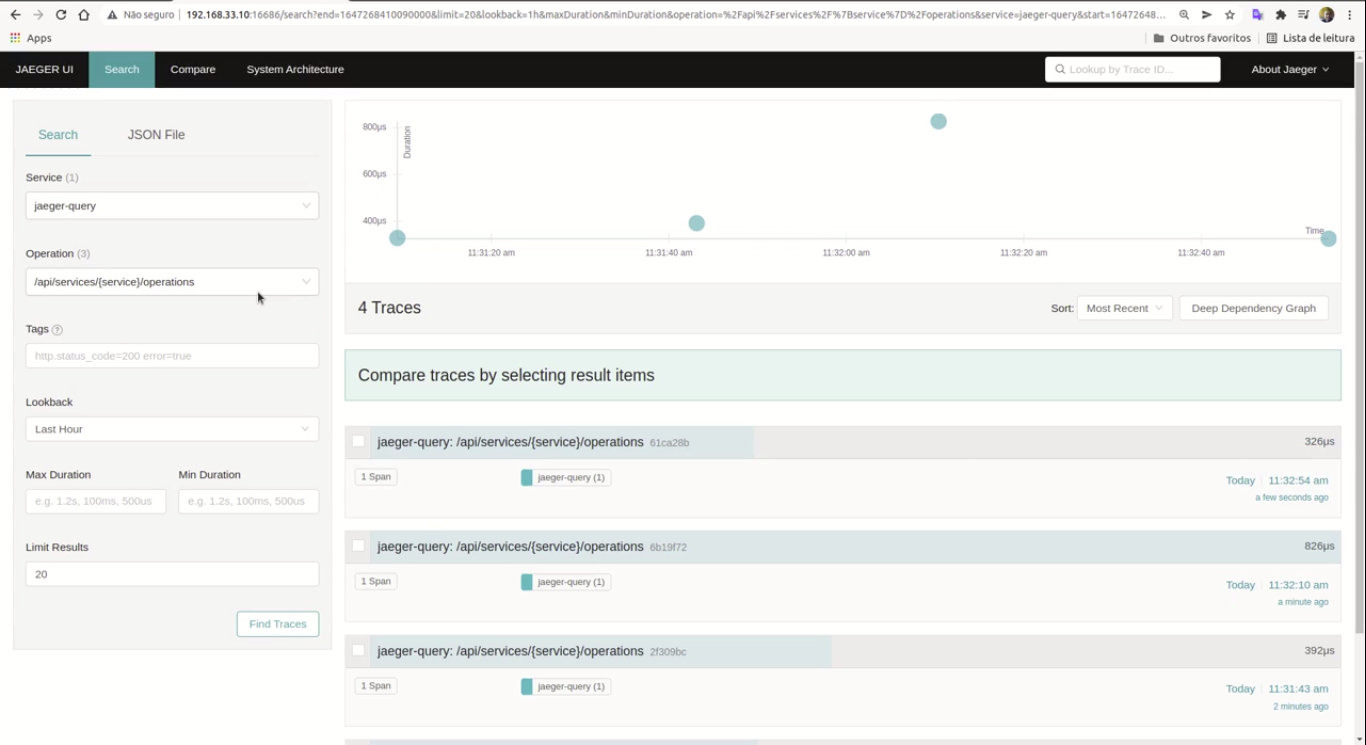 Não seguro | 192.168.33.10:16686/search?end=1647268410090000&limit=20&lookback=1h&maxDuration&minDuration&operation=%2Fapi%2Fservices%2F%7Bservice%7D%2Foperations&service=jaeger-query&start=16472648...
Apps
Outros favoritos
Lista de leitura
JAEGER UI
Search
Compare
System Architecture
Lookup by Trace ID...
About Jaeger
Search
JSON File
Service (1)
jaeger-query
Operation (3)
/api/services/{service}/operations
Tags ?
http.status_code=200 error=true
Lookback
Last Hour
Max Duration
Min Duration
e.g. 1.2s, 100ms, 500us
e.g. 1.2s, 100ms, 500us
Limit Results
20
Find Traces
800μs
600μs
400μs
Duration
Time
11:31:20 am
11:31:40 am
11:32:00 am
11:32:20 am
11:32:40 am
4 Traces
Sort:
Most Recent
Deep Dependency Graph
Compare traces by selecting result items
jaeger-query: /api/services/{service}/operations 61ca28b
326μs
1 Span
jaeger-query (1)
Today | 11:32:54 am
a few seconds ago
jaeger-query: /api/services/{service}/operations 6b19f72
826μs
1 Span
jaeger-query (1)
Today | 11:32:10 am
a minute ago
jaeger-query: /api/services/{service}/operations 2f309bc
392μs
1 Span
jaeger-query (1)
Today | 11:31:43 am
2 minutes ago